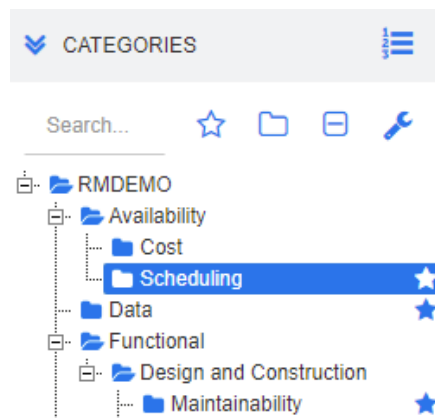 CATEGORIES
Search...
RMDEMO
Availability
Cost
Scheduling
Data
Functional
Design and Construction
Maintainability